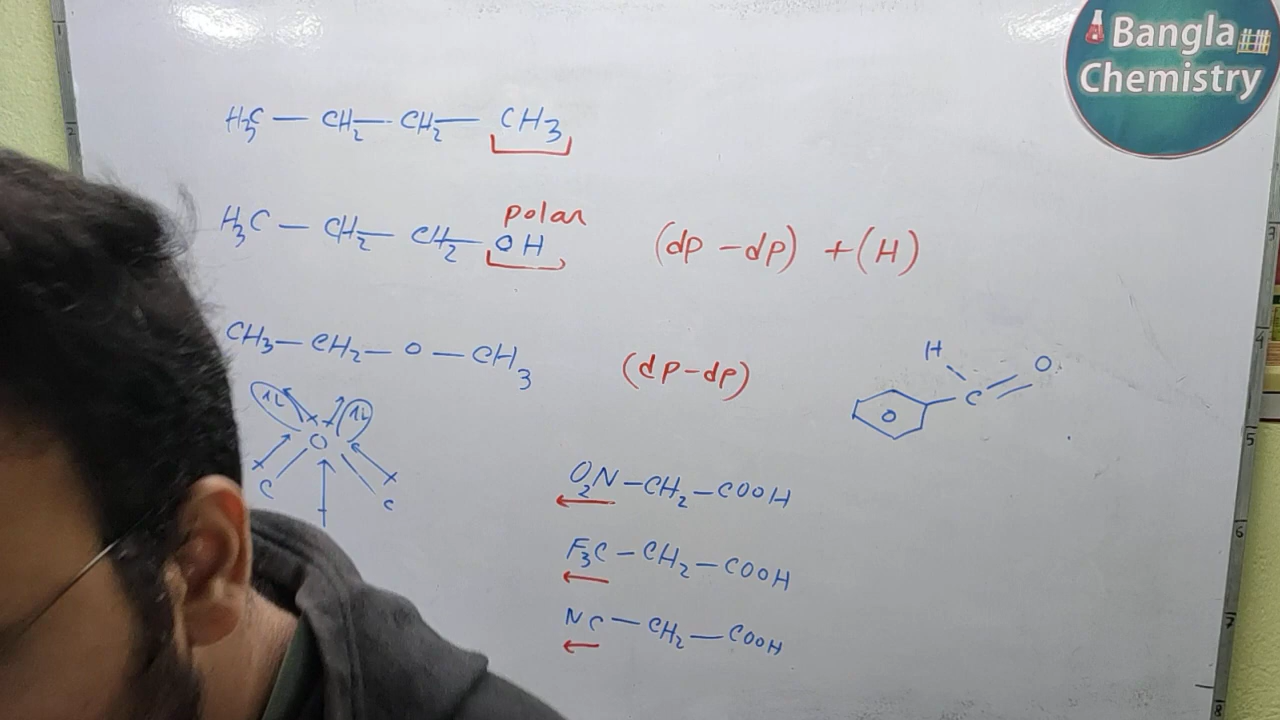 Bangla
Chemistry
H₃C — CH₂ — CH₂ — CH₃
polar
H₃C — CH₂ — CH₂ — OH (dp - dp) + (H)
CH₃ — CH₂ — O — CH₃ (dp - dp)
H
O
C
O
C C
O₂N — CH₂ — COOH
F₃C — CH₂ — COOH
NC — CH₂ — COOH